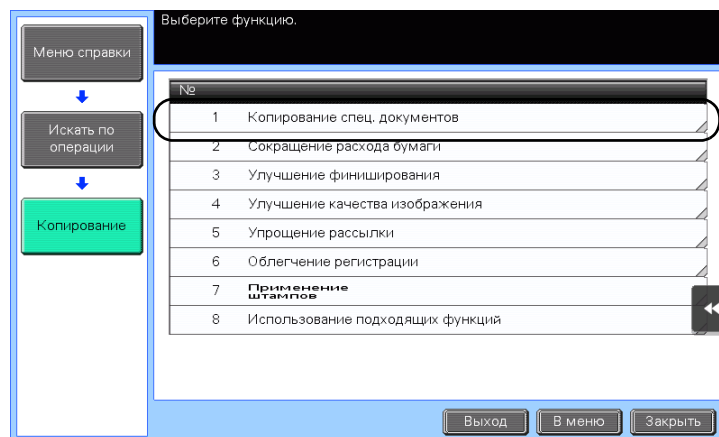 Выберите функцию.
Меню справки
Искать по
операции
Копирование
№
1 Копирование спец. документов
2 Сокращение расхода бумаги
3 Улучшение финиширования
4 Улучшение качества изображения
5 Упрощение рассылки
6 Облегчение регистрации
7 Применение
штампов
8 Использование подходящих функций
Выход В меню Закрыть